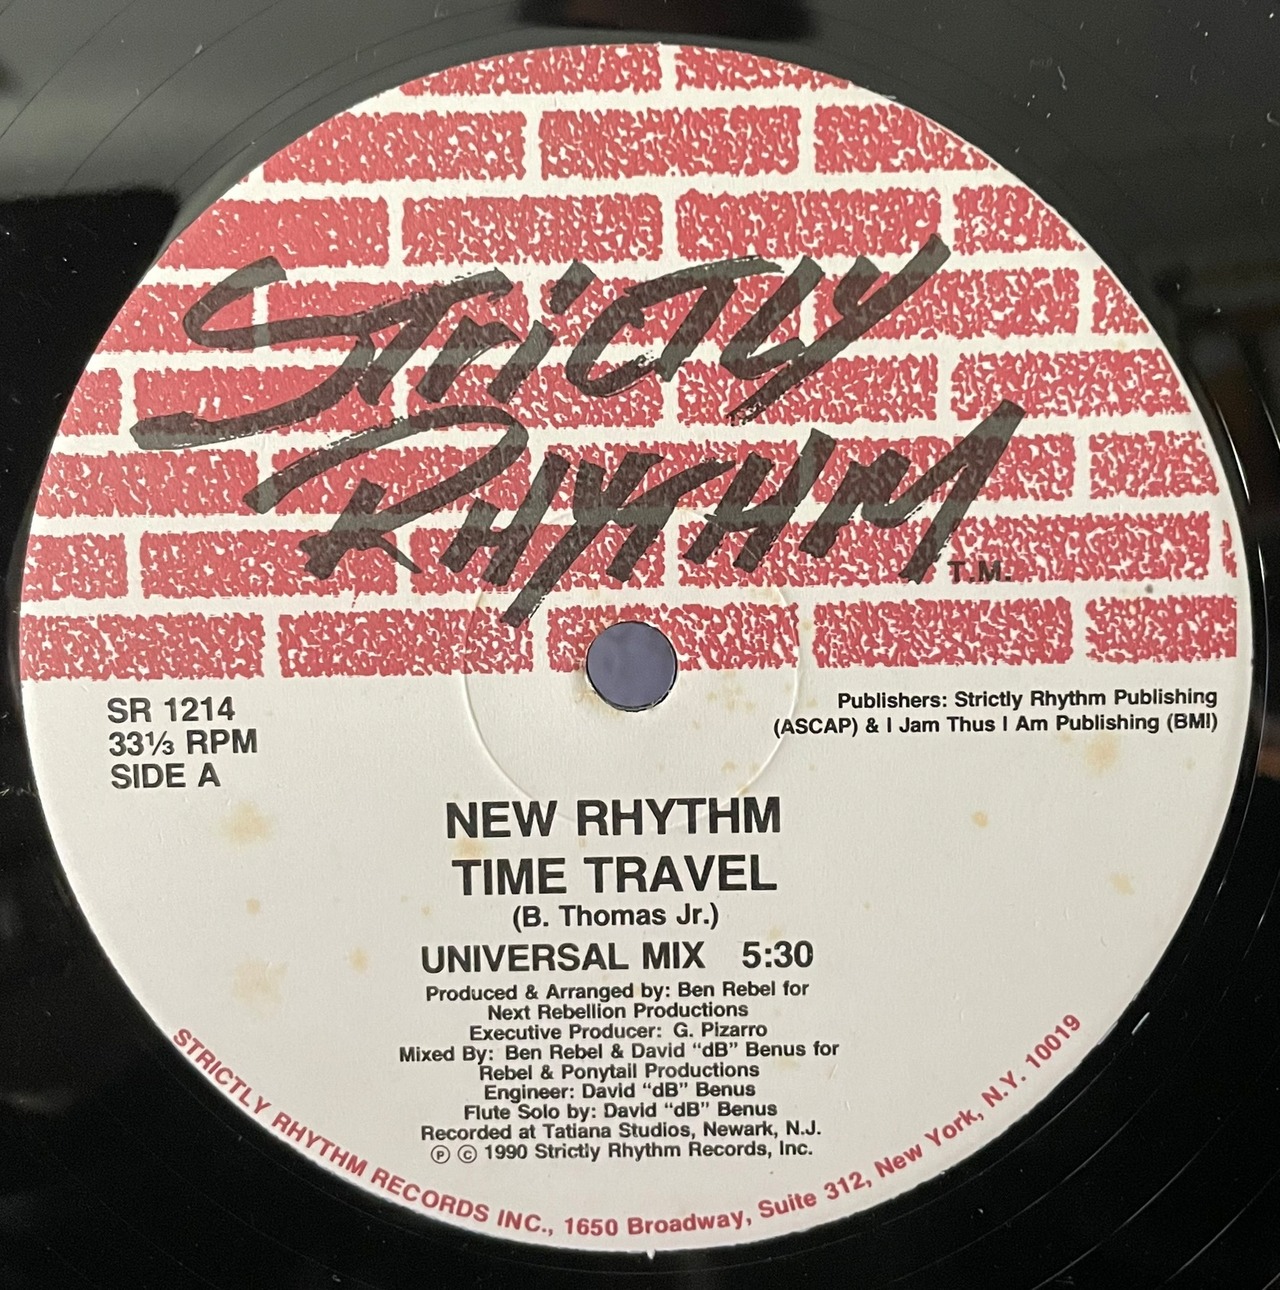 STRICTLY
RHYTHM
T.M.
SR 1214
33⅓ RPM
SIDE A
Publishers: Strictly Rhythm Publishing
(ASCAP) & I Jam Thus I Am Publishing (BMI)
NEW RHYTHM
TIME TRAVEL
(B. Thomas Jr.)
UNIVERSAL MIX 5:30
Produced & Arranged by: Ben Rebel for
Next Rebellion Productions
Executive Producer: G. Pizarro
Mixed By: Ben Rebel & David “dB” Benus for
Rebel & Ponytail Productions
Engineer: David “dB” Benus
Flute Solo by: David “dB” Benus
Recorded at Tatiana Studios, Newark, N.J.
℗ © 1990 Strictly Rhythm Records, Inc.
STRICTLY RHYTHM RECORDS INC., 1650 Broadway, Suite 312, New York, N.Y. 10019